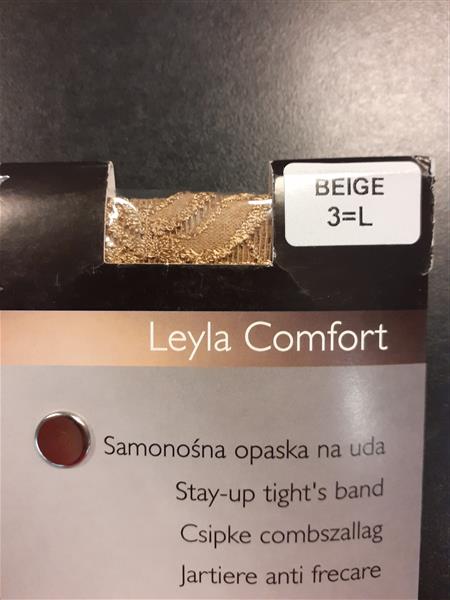 BEIGE
3=L
Leyla Comfort
Samonośna opaska na uda
Stay-up tight's band
Csipke combszallag
Jartiere anti frecare